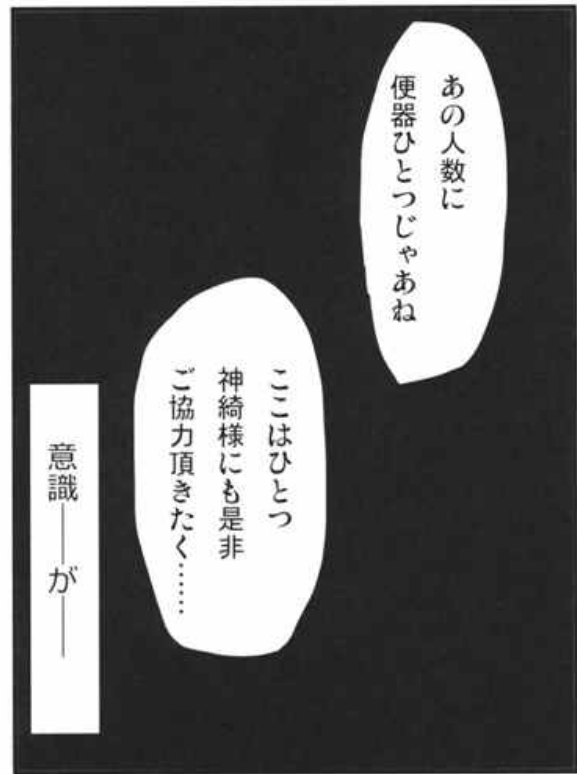 あの人数に
便器ひとつじゃあね
ここはひとつ
神綺様にも是非
ご協力頂きたく……
意識──が──